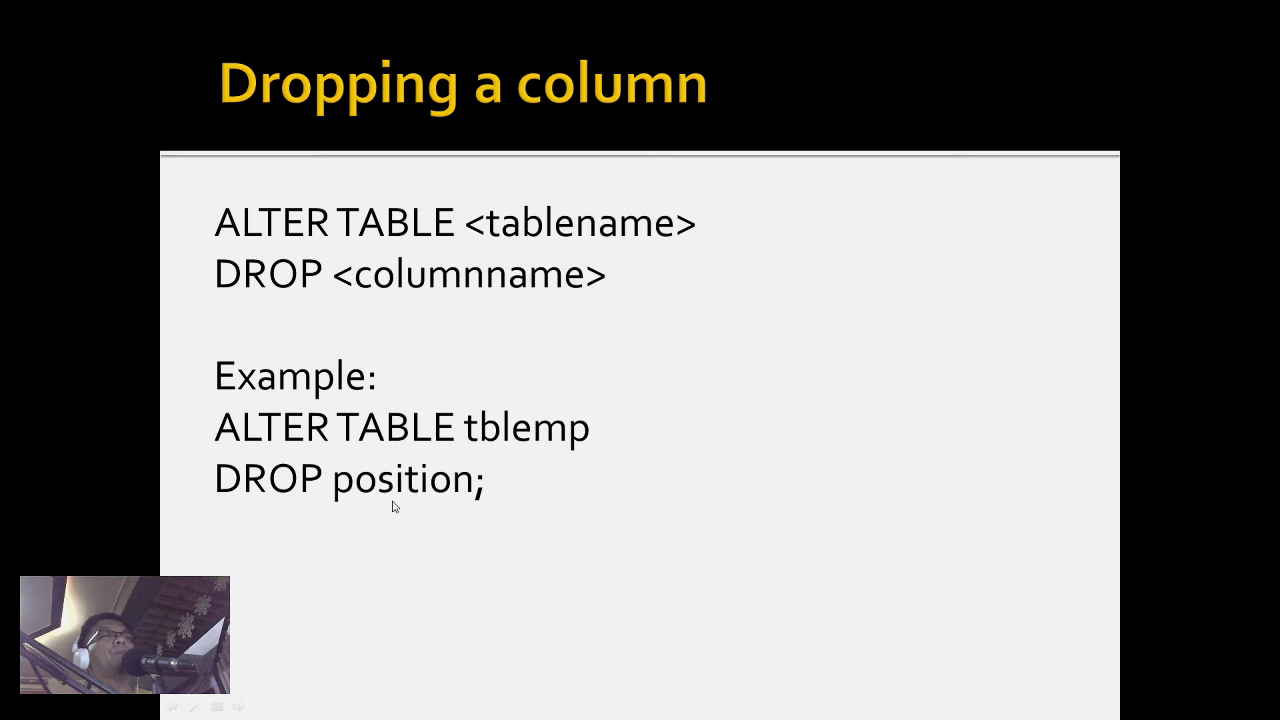 Dropping a column
ALTER TABLE <tablename>
DROP <columnname>
Example:
ALTER TABLE tblemp
DROP position;